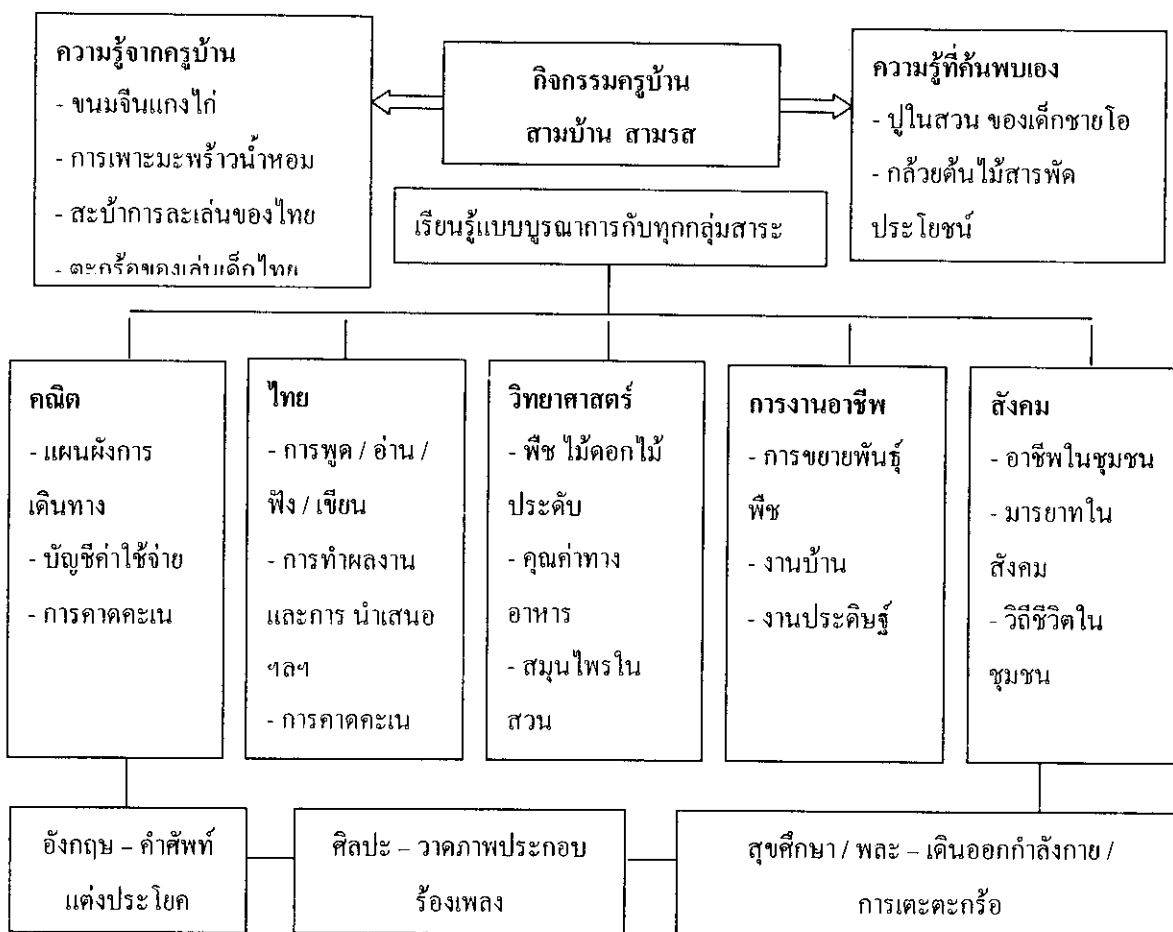 ความรู้จากครูบ้าน
- ขนมจีนแกงไก่
- การเพาะมะพร้าวน้ำหอม
- สะบ้าการละเล่นของไทย
- ตะกร้อของเล่นเด็กไทย
กิจกรรมครูบ้าน
สามบ้าน สามรส
ความรู้ที่ค้นพบเอง
- ปูในสวน ของเด็กชายโอ
- กล้วยต้นไม้สารพัด
ประโยชน์
เรียนรู้แบบบูรณาการกับทุกกลุ่มสาระ
คณิต
- แผนผังการ
เดินทาง
- บัญชีค่าใช้จ่าย
- การคาดคะเน
ไทย
- การพูด / อ่าน /
ฟัง / เขียน
- การทำผลงาน
และการ นำเสนอ
ฯลฯ
- การคาดคะเน
วิทยาศาสตร์
- พืช ไม้ดอกไม้
ประดับ
- คุณค่าทาง
อาหาร
- สมุนไพรใน
สวน
การงานอาชีพ
- การขยายพันธุ์
พืช
- งานบ้าน
- งานประดิษฐ์
สังคม
- อาชีพในชุมชน
- มารยาทใน
สังคม
- วิถีชีวิตใน
ชุมชน
อังกฤษ – คำศัพท์
แต่งประโยค
ศิลปะ – วาดภาพประกอบ
ร้องเพลง
สุขศึกษา / พละ – เดินออกกำลังกาย /
การเตะตะกร้อ